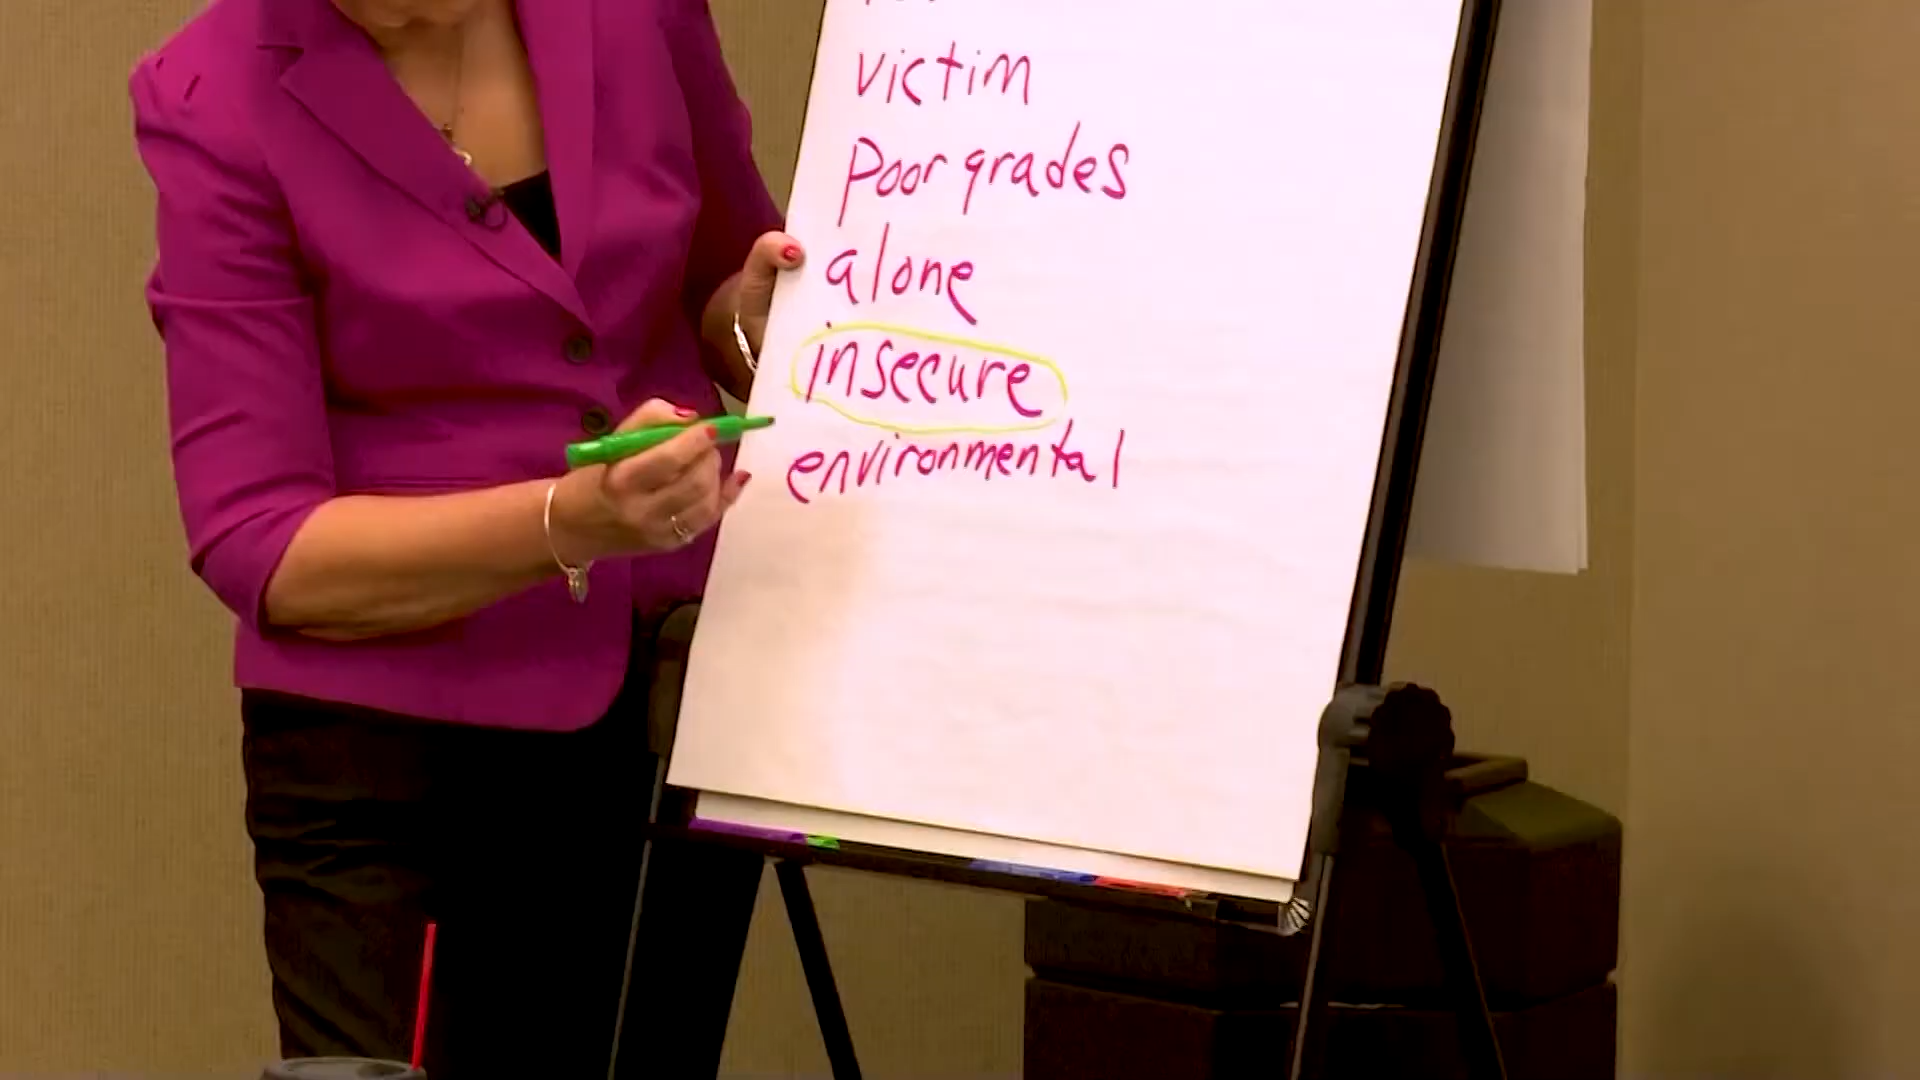 victim
Poor grades
alone
insecure
environmental